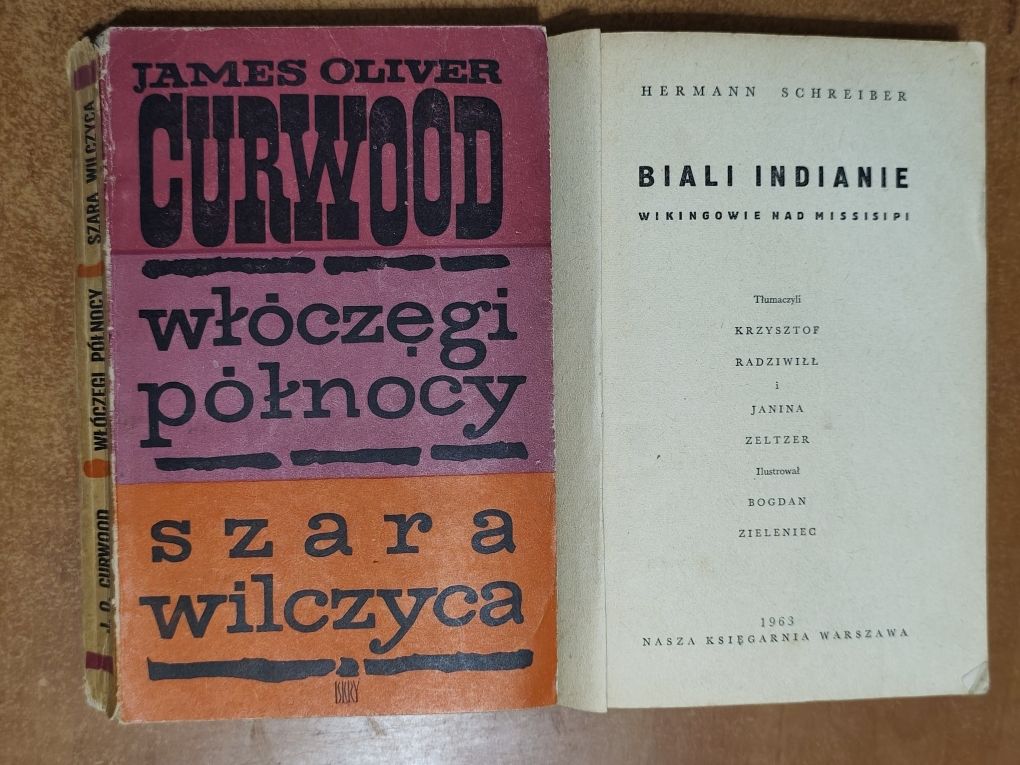 J. O. CURWOOD WŁÓCZĘGI PÓŁNOCY SZARA WILCZYCA
JAMES OLIVER
CURWOOD
włóczęgi
północy
szara
wilczyca
ISKRY
HERMANN SCHREIBER
BIALI INDIANIE
WIKINGOWIE NAD MISSISIPI
Tłumaczyli
KRZYSZTOF
RADZIWIŁŁ
i
JANINA
ZELTZER
Ilustrował
BOGDAN
ZIELENIEC
1963
NASZA KSIĘGARNIA WARSZAWA